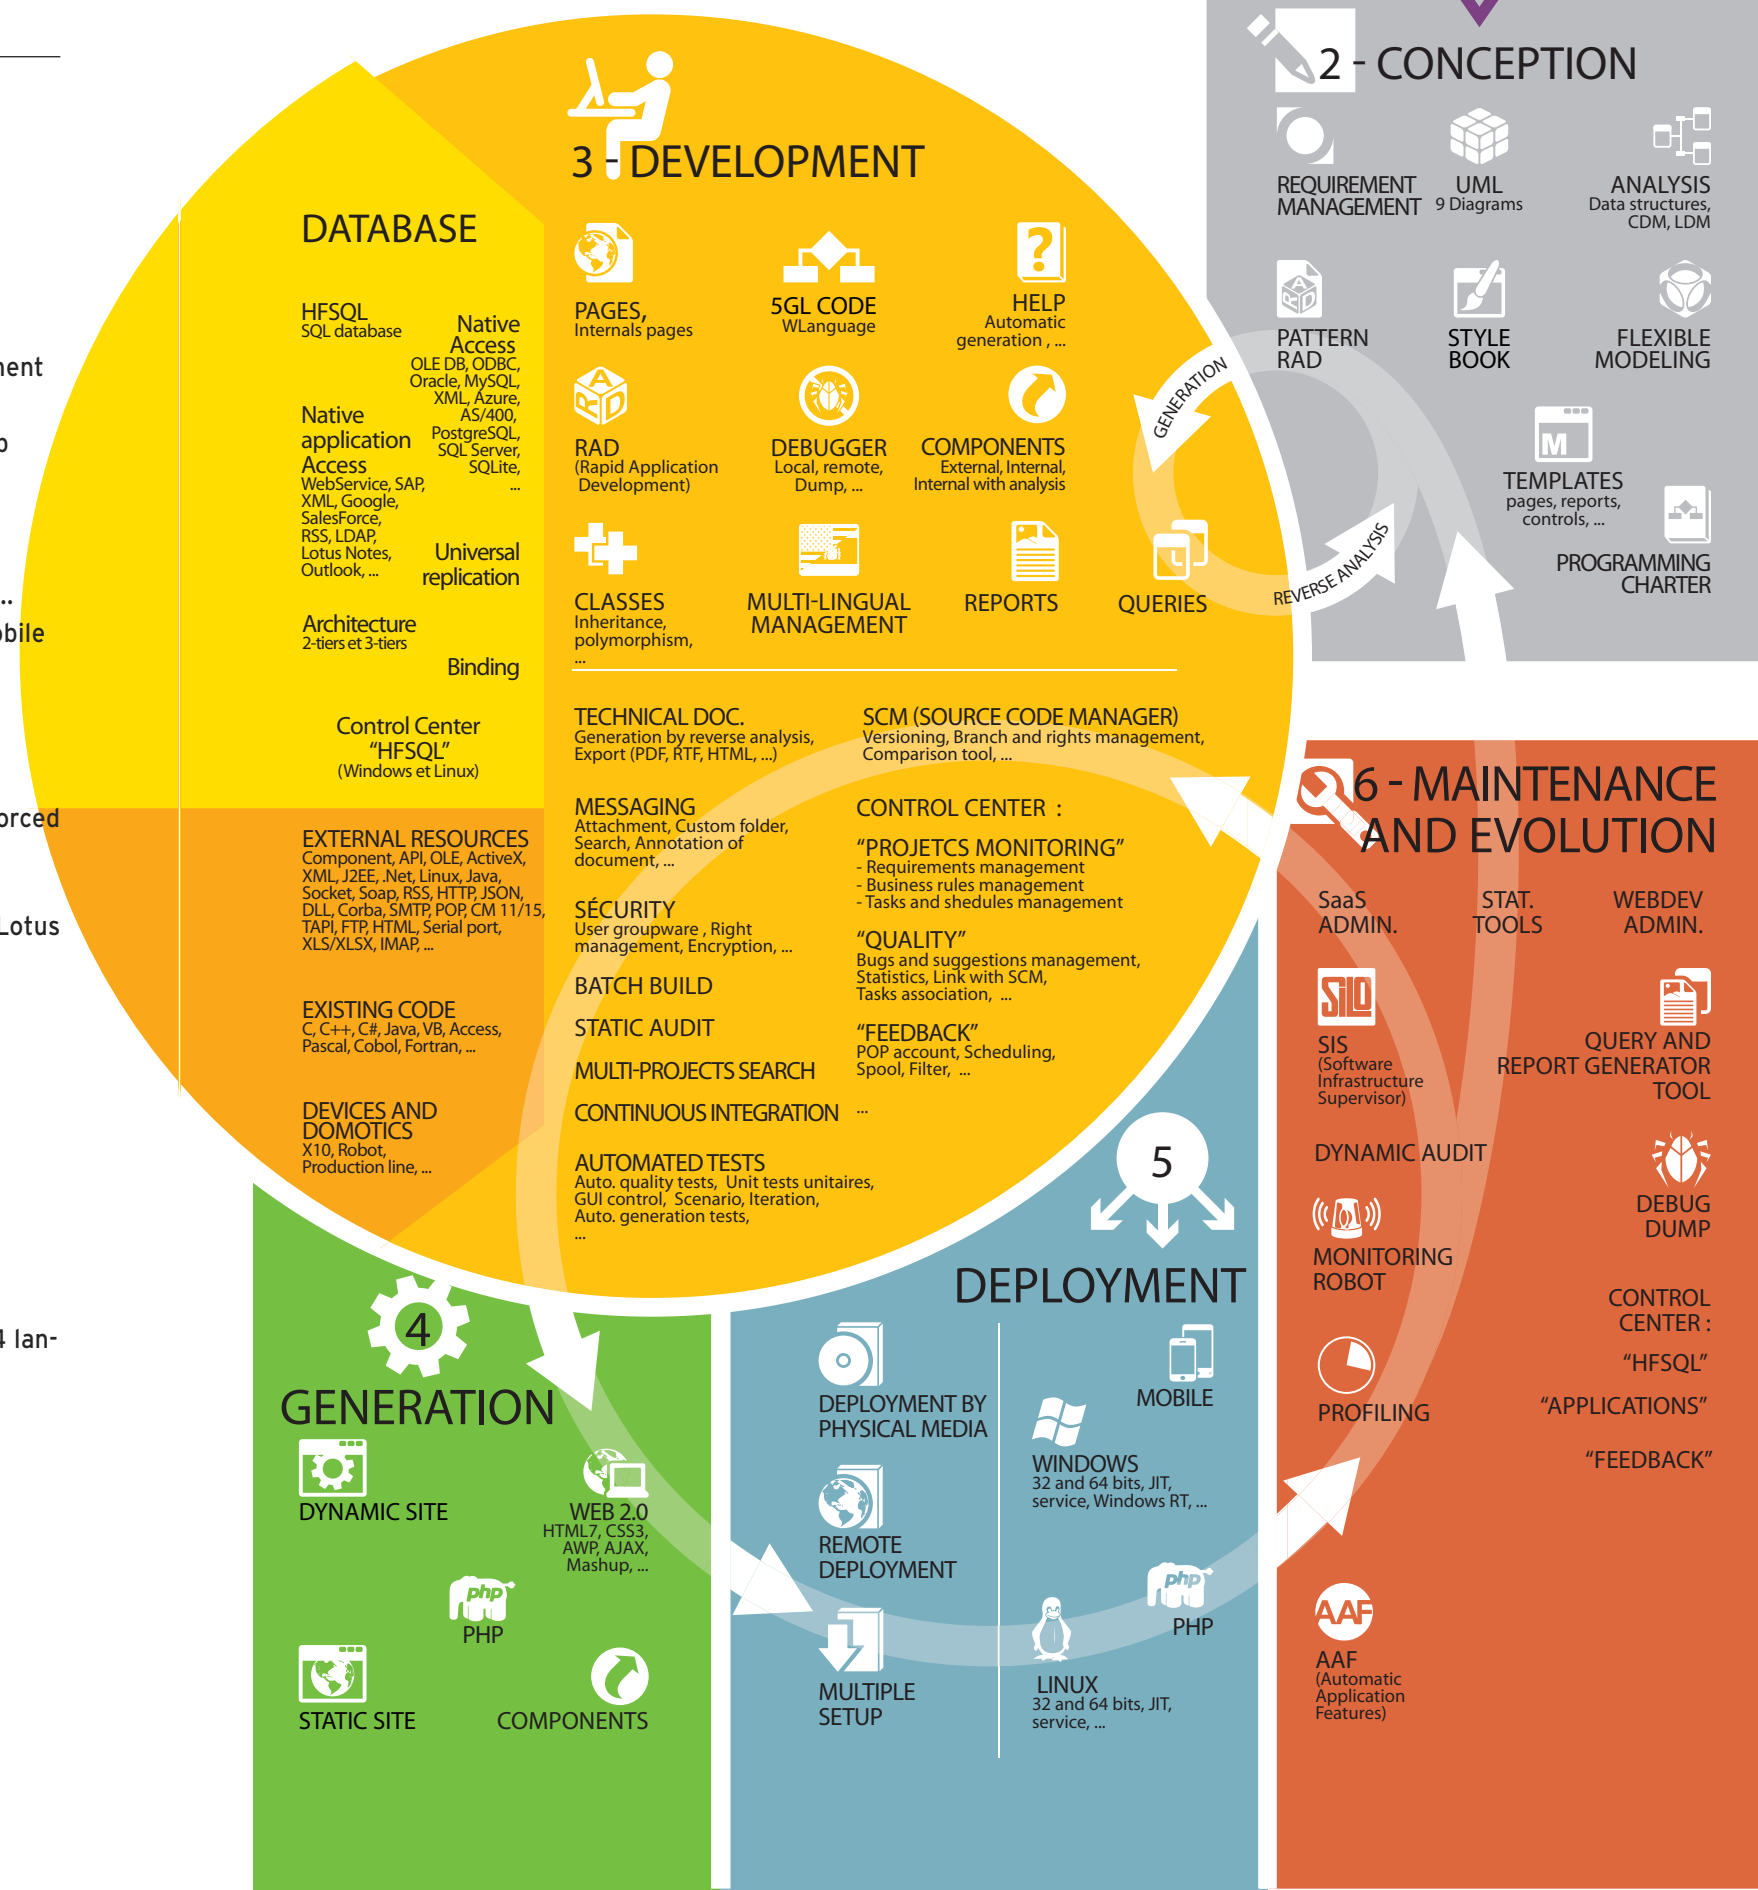 ment
o
...
obile
orced
Lotus
4 lan-
2 - CONCEPTION
REQUIREMENT
MANAGEMENT
UML
9 Diagrams
ANALYSIS
Data structures,
CDM, LDM
PATTERN
RAD
STYLE
BOOK
FLEXIBLE
MODELING
TEMPLATES
pages, reports,
controls, ...
PROGRAMMING
CHARTER
GENERATION
REVERSE ANALYSIS
3 - DEVELOPMENT
DATABASE
HFSQL
SQL database
Native
Access
OLE DB, ODBC,
Oracle, MySQL,
XML, Azure,
AS/400,
PostgreSQL,
SQL Server,
SQLite,
...
Native
application
Access
WebService, SAP,
XML, Google,
SalesForce,
RSS, LDAP,
Lotus Notes,
Outlook, ...
Universal
replication
Architecture
2-tiers et 3-tiers
Binding
Control Center
“HFSQL”
(Windows et Linux)
EXTERNAL RESOURCES
Component, API, OLE, ActiveX,
XML, J2EE, .Net, Linux, Java,
Socket, Soap, RSS, HTTP, JSON,
DLL, Corba, SMTP, POP, CM 11/15,
TAPI, FTP, HTML, Serial port,
XLS/XLSX, IMAP, ...
EXISTING CODE
C, C++, C#, Java, VB, Access,
Pascal, Cobol, Fortran, ...
DEVICES AND
DOMOTICS
X10, Robot,
Production line, ...
PAGES,
Internals pages
5GL CODE
WLanguage
HELP
Automatic
generation , ...
RAD
(Rapid Application
Development)
DEBUGGER
Local, remote,
Dump, ...
COMPONENTS
External, Internal,
Internal with analysis
CLASSES
Inheritance,
polymorphism,
...
MULTI-LINGUAL
MANAGEMENT
REPORTS
QUERIES
TECHNICAL DOC.
Generation by reverse analysis,
Export (PDF, RTF, HTML, ...)
MESSAGING
Attachment, Custom folder,
Search, Annotation of
document, ...
SÉCURITY
User groupware , Right
management, Encryption, ...
BATCH BUILD
STATIC AUDIT
MULTI-PROJECTS SEARCH
CONTINUOUS INTEGRATION
AUTOMATED TESTS
Auto. quality tests, Unit tests unitaires,
GUI control, Scenario, Iteration,
Auto. generation tests,
...
SCM (SOURCE CODE MANAGER)
Versioning, Branch and rights management,
Comparison tool, ...
CONTROL CENTER :
“PROJETCS MONITORING”
- Requirements management
- Business rules management
- Tasks and shedules management
“QUALITY”
Bugs and suggestions management,
Statistics, Link with SCM,
Tasks association, ...
“FEEDBACK”
POP account, Scheduling,
Spool, Filter, ...
...
4
GENERATION
DYNAMIC SITE
WEB 2.0
HTML7, CSS3,
AWP, AJAX,
Mashup, ...
php
PHP
STATIC SITE
COMPONENTS
5
DEPLOYMENT
DEPLOYMENT BY
PHYSICAL MEDIA
REMOTE
DEPLOYMENT
MULTIPLE
SETUP
MOBILE
WINDOWS
32 and 64 bits, JIT,
service, Windows RT, ...
php
PHP
LINUX
32 and 64 bits, JIT,
service, ...
6 - MAINTENANCE
AND EVOLUTION
SaaS
ADMIN.
STAT.
TOOLS
WEBDEV
ADMIN.
SILO
SIS
(Software
Infrastructure
Supervisor)
QUERY AND
REPORT GENERATOR
TOOL
DYNAMIC AUDIT
DEBUG
DUMP
MONITORING
ROBOT
CONTROL
CENTER :
“HFSQL”
“APPLICATIONS”
“FEEDBACK”
PROFILING
AAF
AAF
(Automatic
Application
Features)